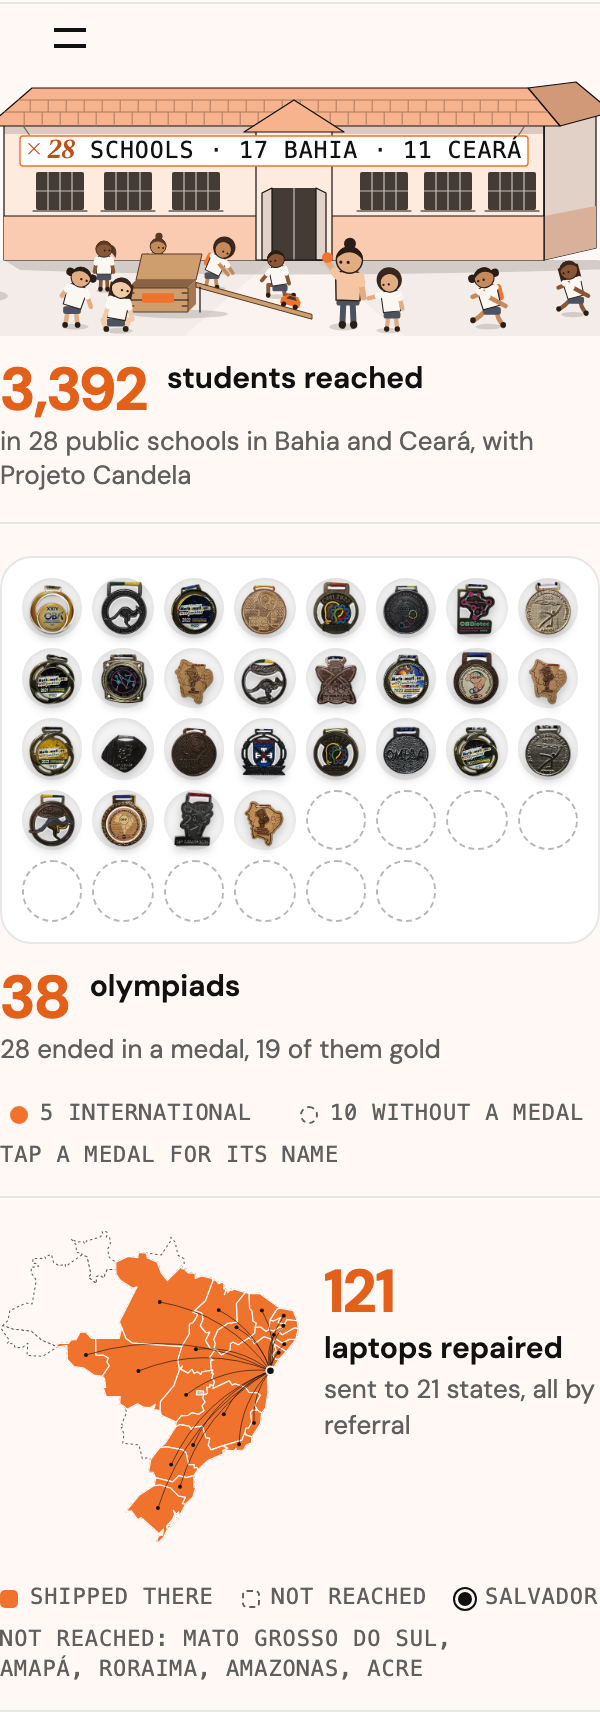 × 28 SCHOOLS · 17 BAHIA · 11 CEARÁ
3,392 students reached
in 28 public schools in Bahia and Ceará, with
Projeto Candela
38 olympiads
28 ended in a medal, 19 of them gold
5 INTERNATIONAL
10 WITHOUT A MEDAL
TAP A MEDAL FOR ITS NAME
121
laptops repaired
sent to 21 states, all by
referral
SHIPPED THERE
NOT REACHED
SALVADOR
NOT REACHED: MATO GROSSO DO SUL,
AMAPÁ, RORAIMA, AMAZONAS, ACRE